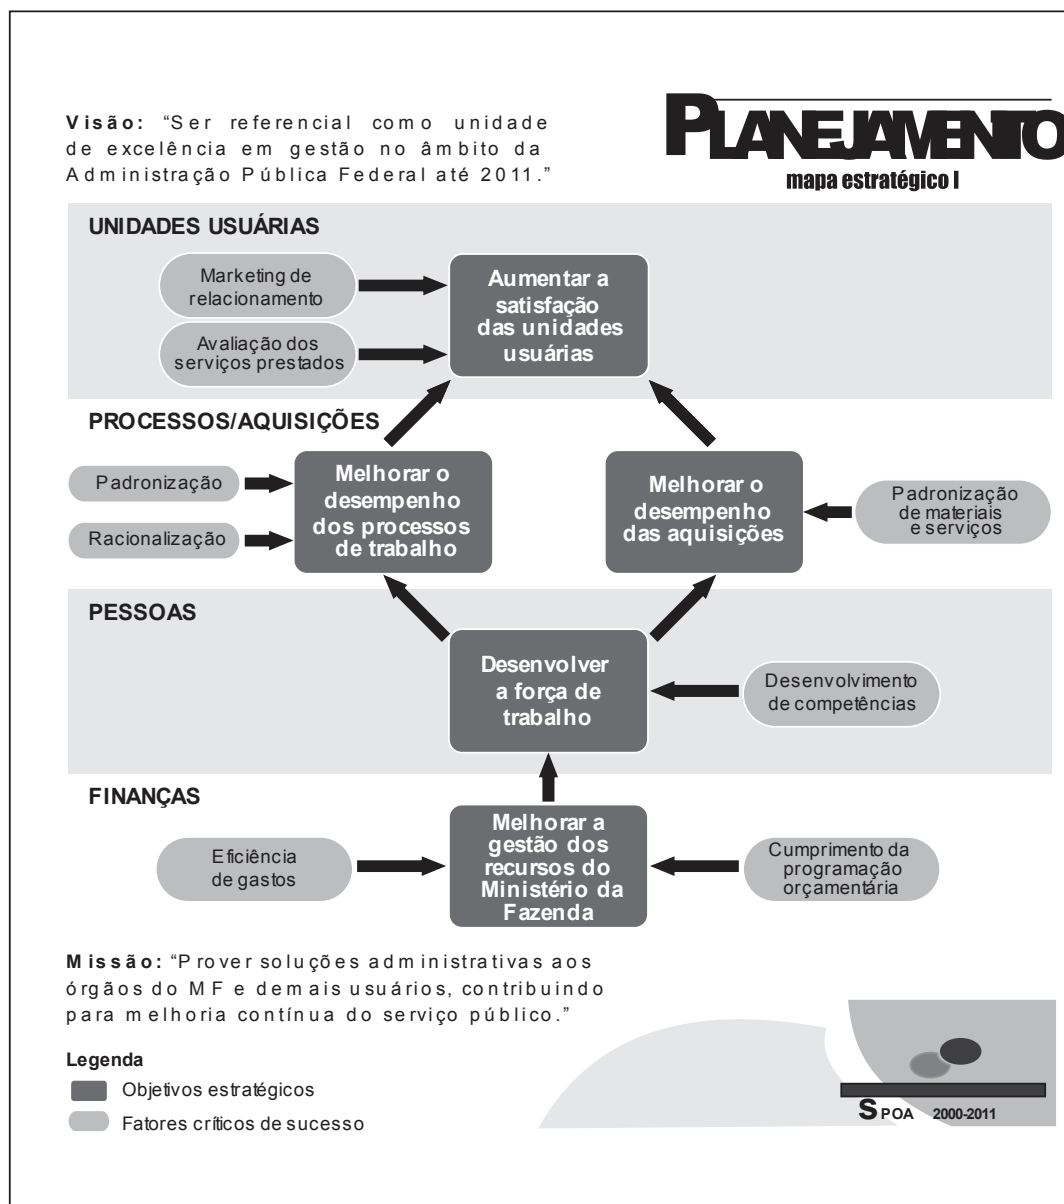 Visão: “Ser referencial como unidade
de excelência em gestão no âmbito da
Administração Pública Federal até 2011.”
PLANEJAMENTO
mapa estratégico I
UNIDADES USUÁRIAS
Marketing de
relacionamento
Avaliação dos
serviços prestados
Aumentar a
satisfação
das unidades
usuárias
PROCESSOS/AQUISIÇÕES
Padronização
Racionalização
Melhorar o
desempenho
dos processos
de trabalho
Melhorar o
desempenho
das aquisições
Padronização
de materiais
e serviços
PESSOAS
Desenvolver
a força de
trabalho
Desenvolvimento
de competências
FINANÇAS
Eficiência
de gastos
Melhorar a
gestão dos
recursos do
Ministério da
Fazenda
Cumprimento da
programação
orçamentária
Missão: “Prover soluções administrativas aos
órgãos do MF e demais usuários, contribuindo
para melhoria contínua do serviço público.”
Legenda
Objetivos estratégicos
Fatores críticos de sucesso
SPOA 2000-2011